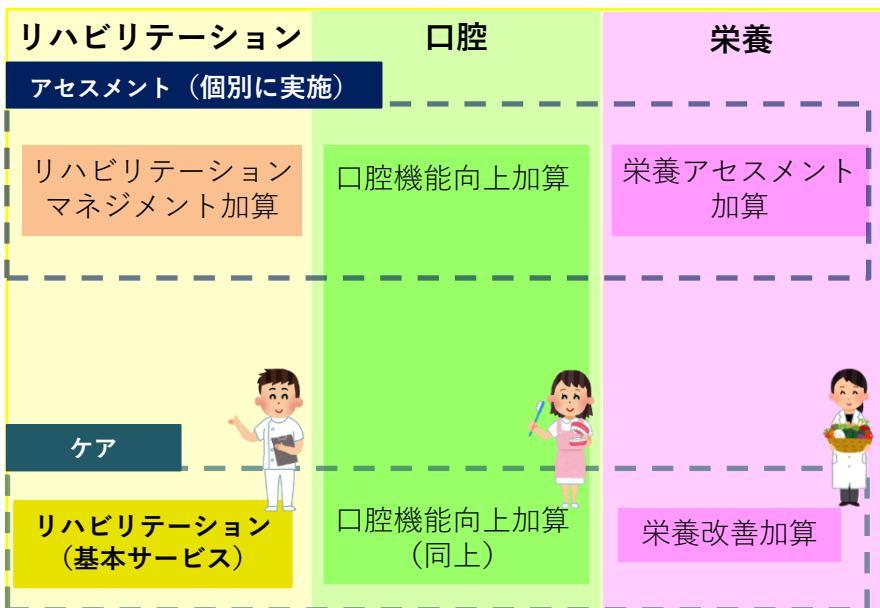 リハビリテーション
口腔
栄養
アセスメント（個別に実施）
リハビリテーション
マネジメント加算
口腔機能向上加算
栄養アセスメント
加算
ケア
リハビリテーション
（基本サービス）
口腔機能向上加算
（同上）
栄養改善加算